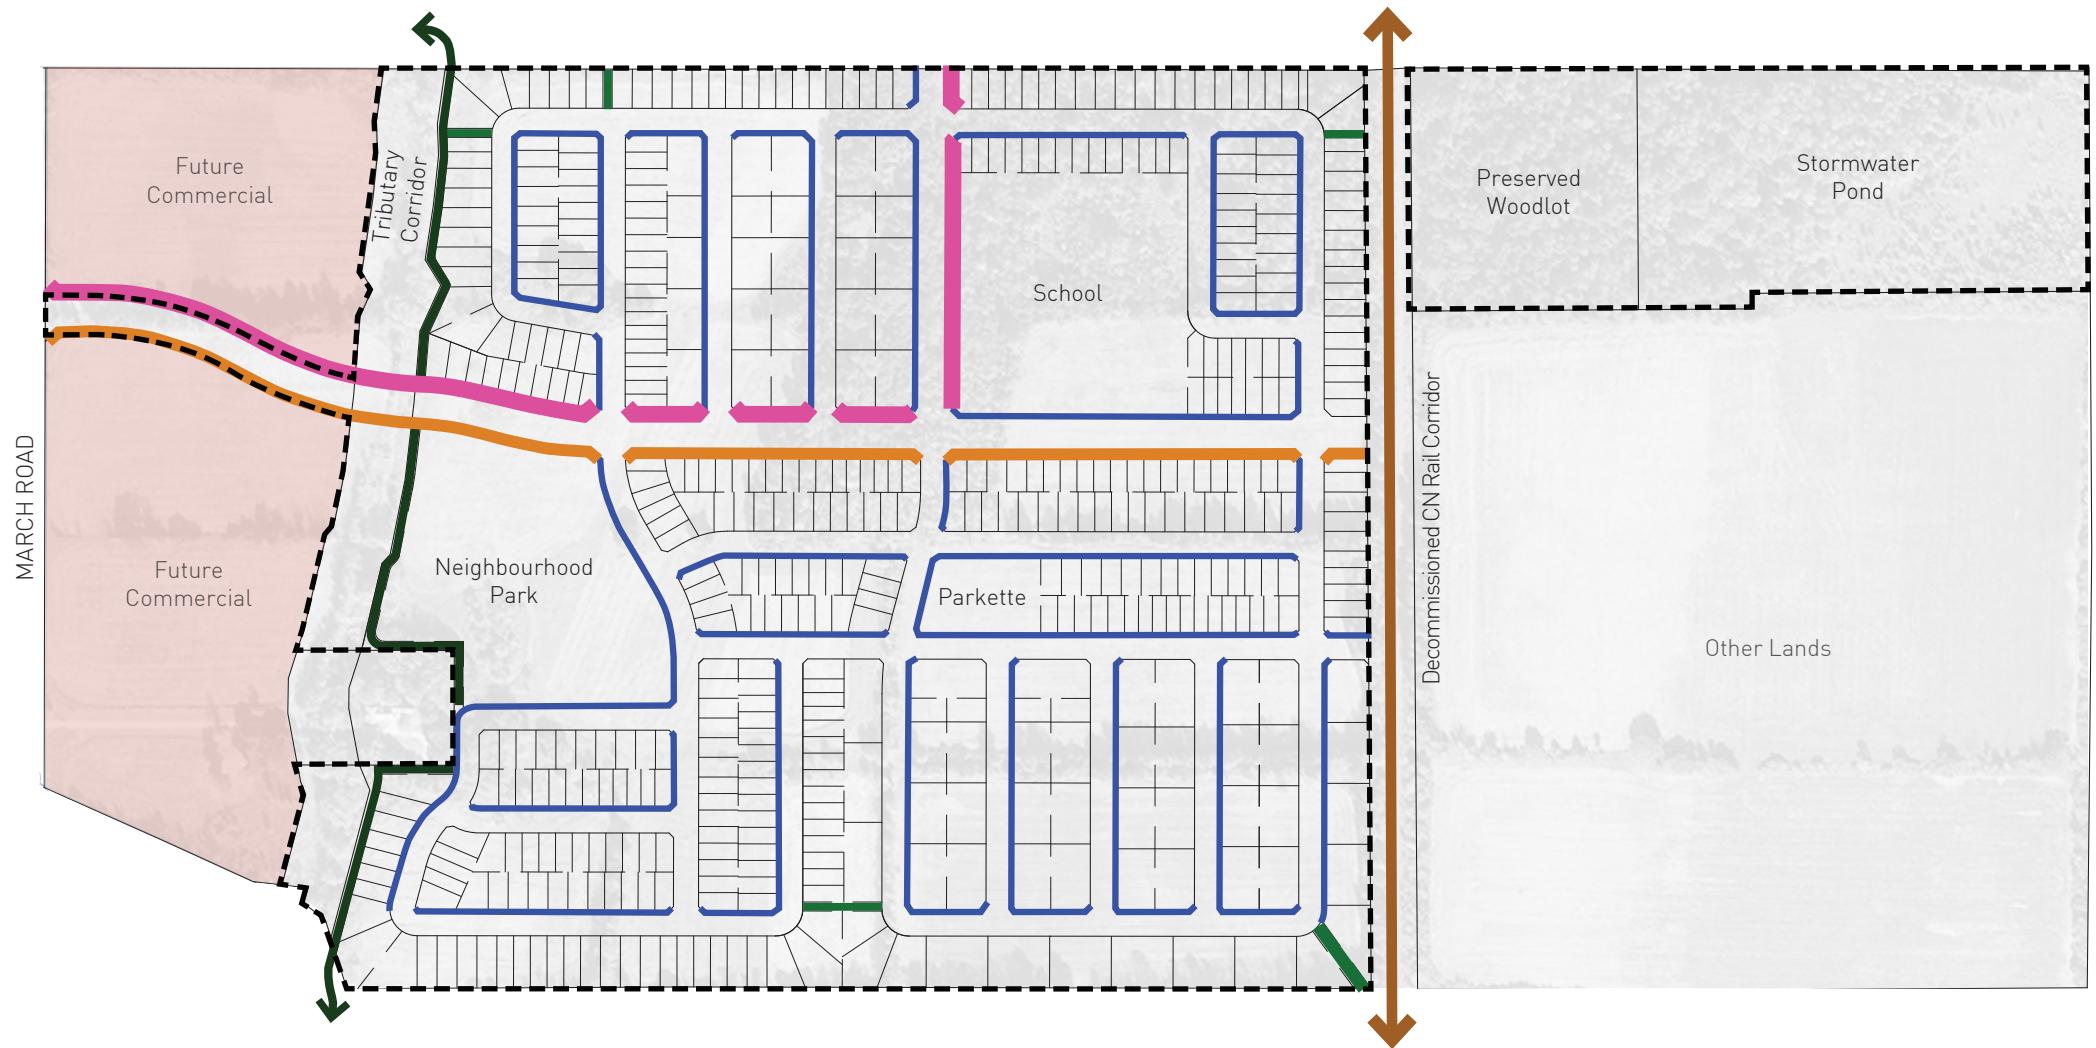 Future
Commercial
Tributary
Corridor
Preserved
Woodlot
Stormwater
Pond
School
MARCH ROAD
Decommissioned CN Rail Corridor
Future
Commercial
Neighbourhood
Park
Parkette
Other Lands